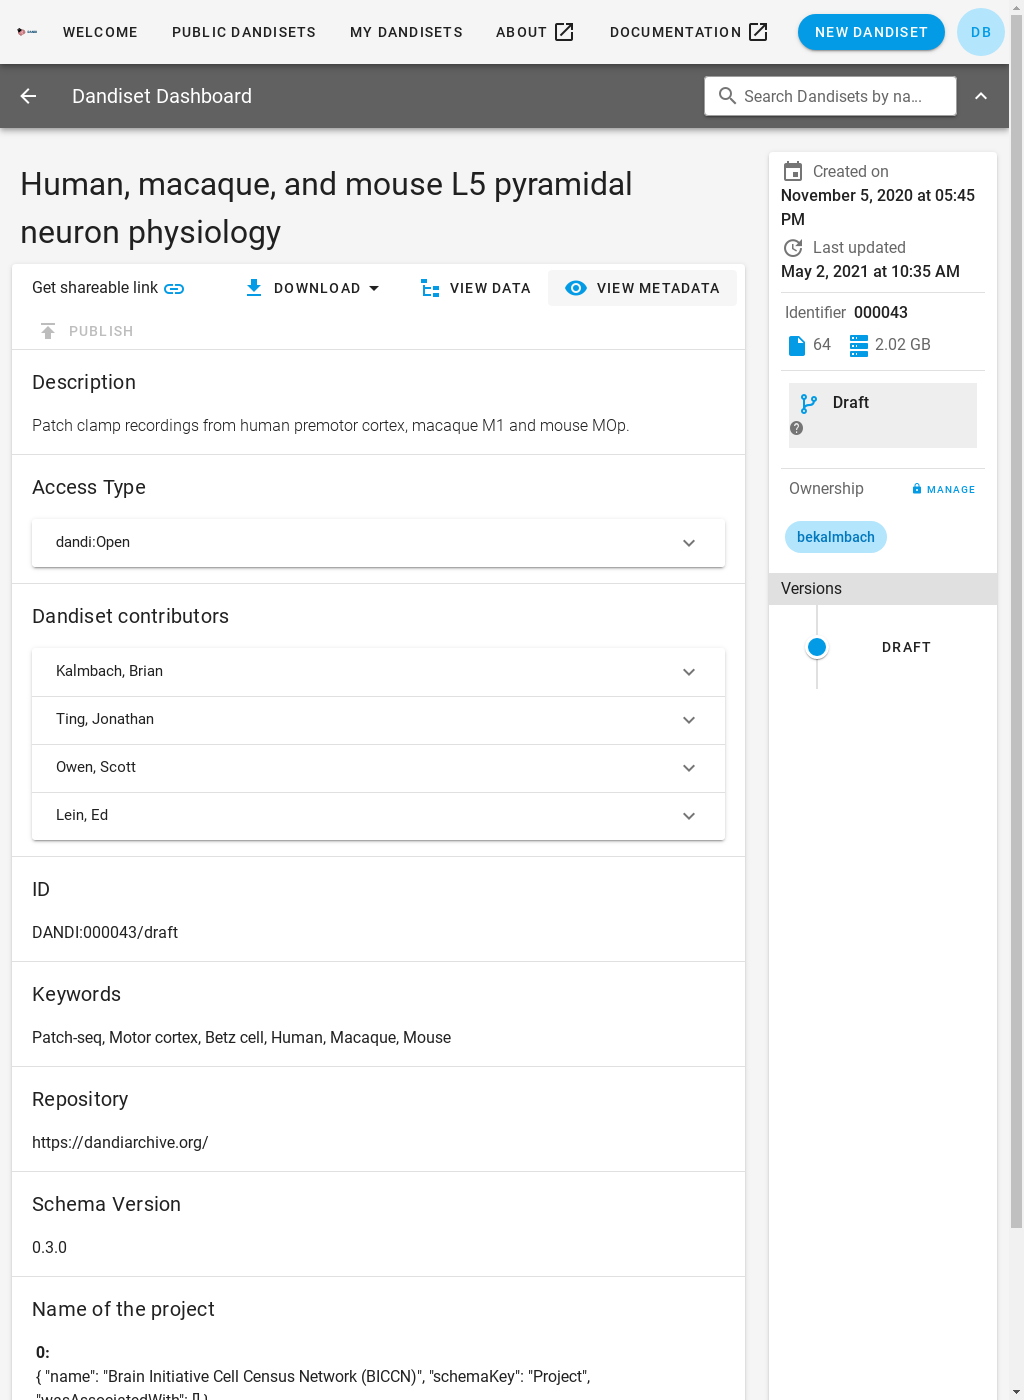 WELCOME
PUBLIC DANDISETS
MY DANDISETS
ABOUT
DOCUMENTATION
NEW DANDISET
DB
Dandiset Dashboard
Search Dandisets by na...
Human, macaque, and mouse L5 pyramidal
neuron physiology
Get shareable link
DOWNLOAD
VIEW DATA
VIEW METADATA
PUBLISH
Description
Patch clamp recordings from human premotor cortex, macaque M1 and mouse MOp.
Access Type
dandi:Open
Dandiset contributors
Kalmbach, Brian
Ting, Jonathan
Owen, Scott
Lein, Ed
ID
DANDI:000043/draft
Keywords
Patch-seq, Motor cortex, Betz cell, Human, Macaque, Mouse
Repository
https://dandiarchive.org/
Schema Version
0.3.0
Name of the project
0:
{ "name": "Brain Initiative Cell Census Network (BICCN)", "schemaKey": "Project",
"wasAssociatedWith": [] }
Created on
November 5, 2020 at 05:45
PM
Last updated
May 2, 2021 at 10:35 AM
Identifier 000043
64 2.02 GB
Draft
Ownership
MANAGE
bekalmbach
Versions
DRAFT